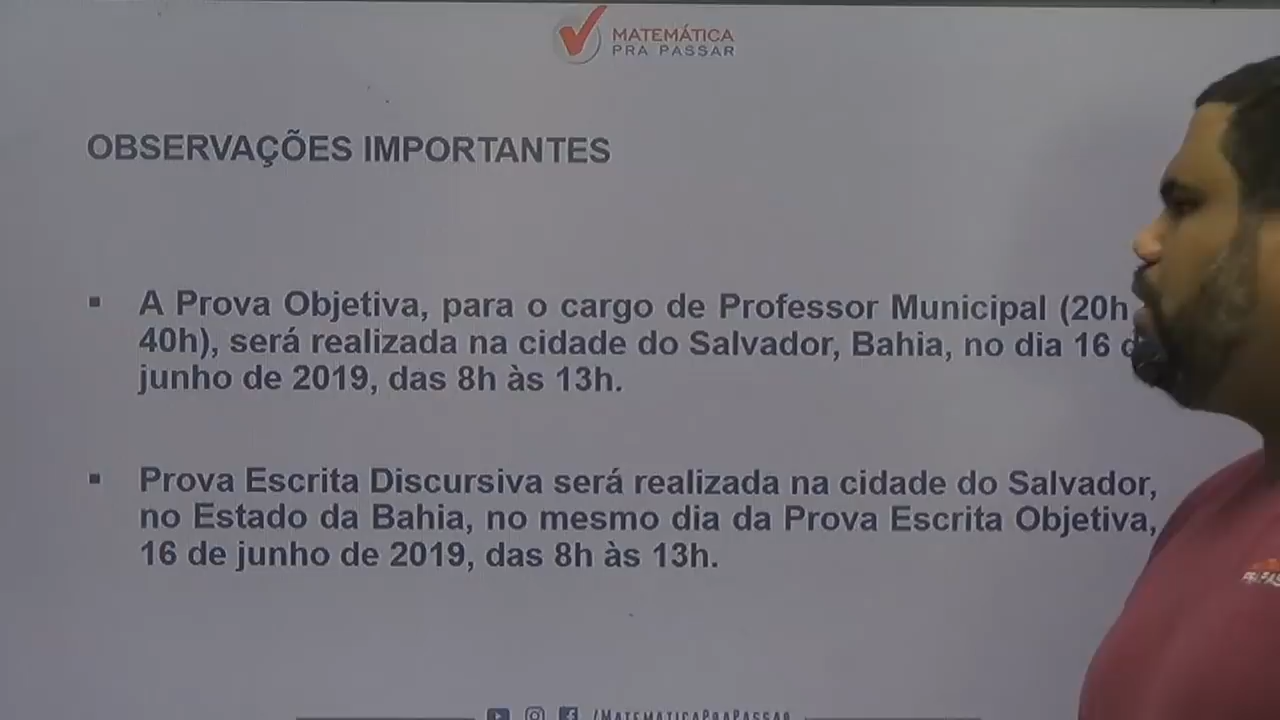 MATEMÁTICA
PRA PASSAR
OBSERVAÇÕES IMPORTANTES
▪ A Prova Objetiva, para o cargo de Professor Municipal (20h
40h), será realizada na cidade do Salvador, Bahia, no dia 16
junho de 2019, das 8h às 13h.
▪ Prova Escrita Discursiva será realizada na cidade do Salvador,
no Estado da Bahia, no mesmo dia da Prova Escrita Objetiva,
16 de junho de 2019, das 8h às 13h.
/MATEMATICAPRAPASSAR